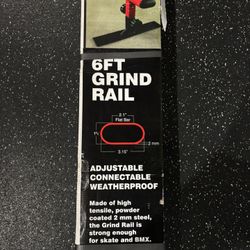 6FT
GRIND
RAIL
2.1"
Flat Bar
1"
2 mm
3.15"
ADJUSTABLE
CONNECTABLE
WEATHERPROOF
Made of high
tensile, powder
coated 2 mm steel,
the Grind Rail is
strong enough
for skate and BMX.